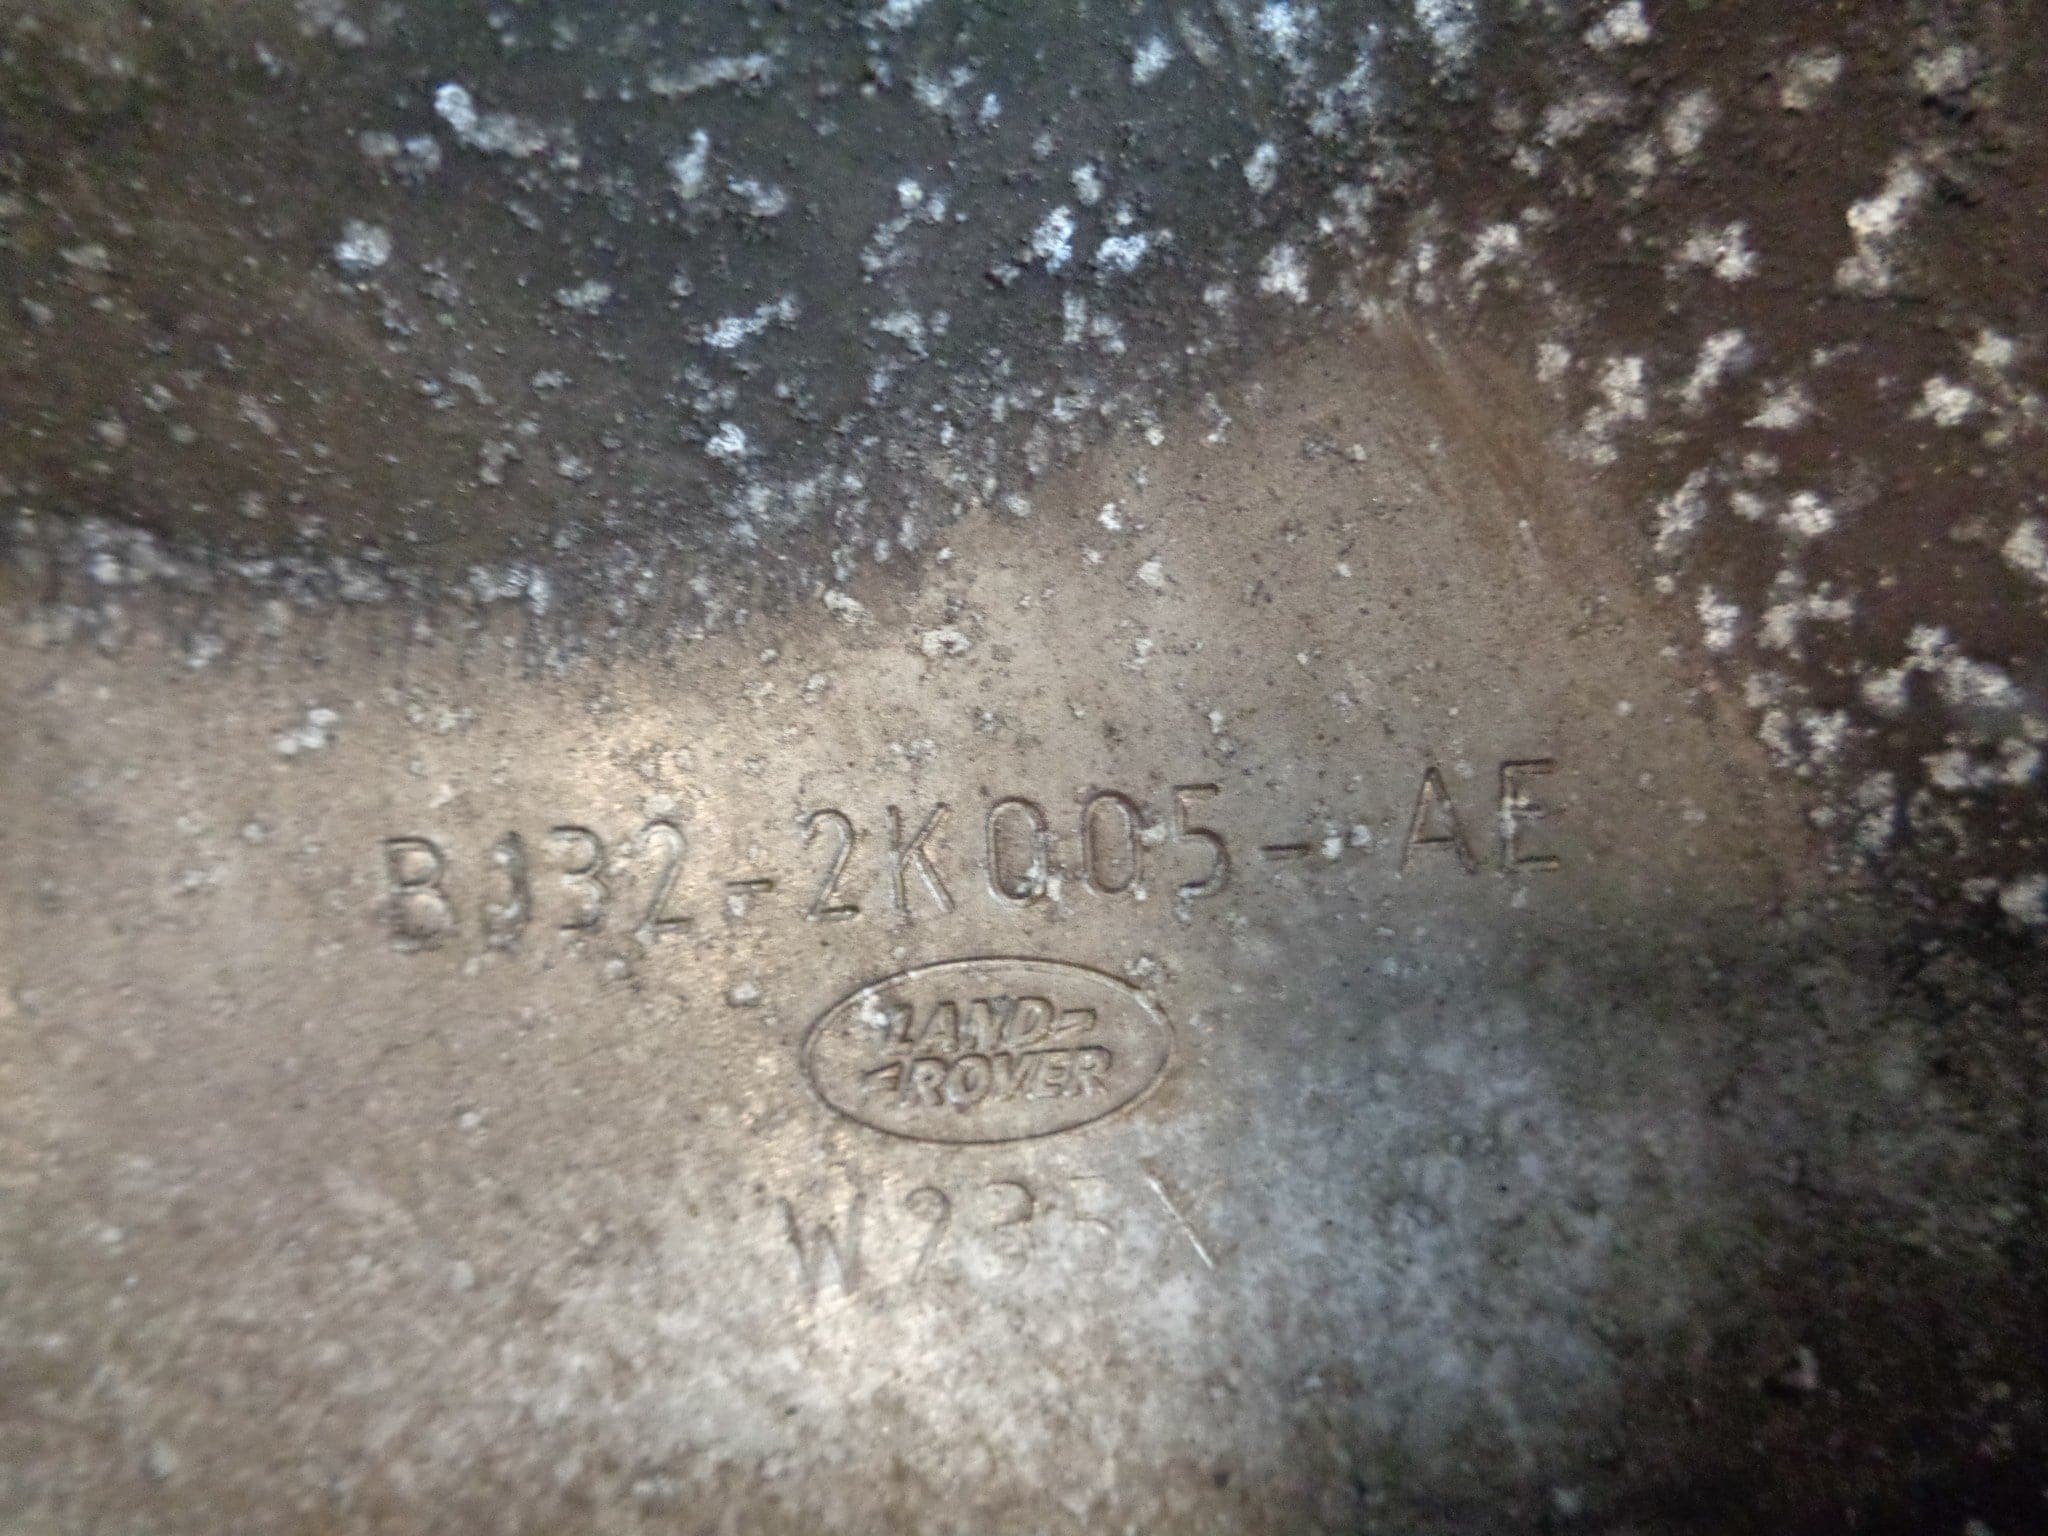 BJ32-2K005-AE
LAND-
-ROVER